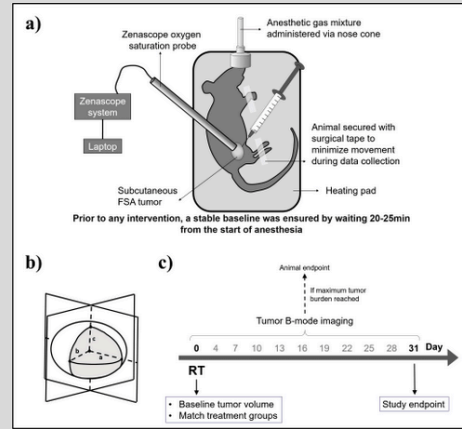 a)
Zenascope oxygen
saturation probe
Anesthetic gas mixture
administered via nose cone
Zenascope
system
Laptop
Animal secured with
surgical tape to
minimize movement
during data collection
Subcutaneous
FSA tumor
Heating pad
Prior to any intervention, a stable baseline was ensured by waiting 20-25min
from the start of anesthesia
b)
c
b
a
c)
Animal endpoint
If maximum tumor
burden reached
Tumor B-mode imaging
0 4 7 10 13 16 19 22 25 28 31 Day
RT
• Baseline tumor volume
• Match treatment groups
Study endpoint